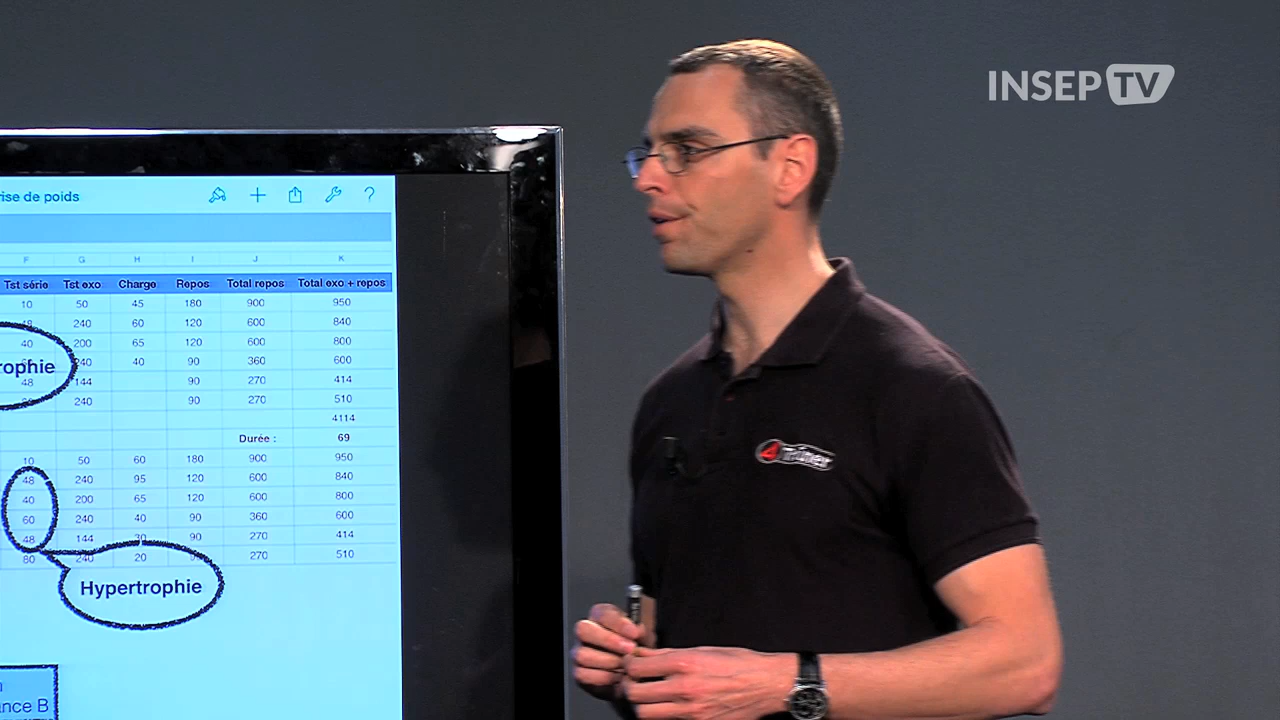 INSEP TV
rise de poids
F G H I J K
Tst série Tst exo Charge Repos Total repos Total exo + repos
10 50 45 180 900 950
48 240 60 120 600 840
40 200 65 120 600 800
240 40 90 360 600
rophie
48 144 90 270 414
240 90 270 510
4114
Durée : 69
10 50 60 180 900 950
48 240 95 120 600 840
40 200 65 120 600 800
60 240 40 90 360 600
48 144 30 90 270 414
80 240 20 270 510
Hypertrophie
ance B
4 Trainer